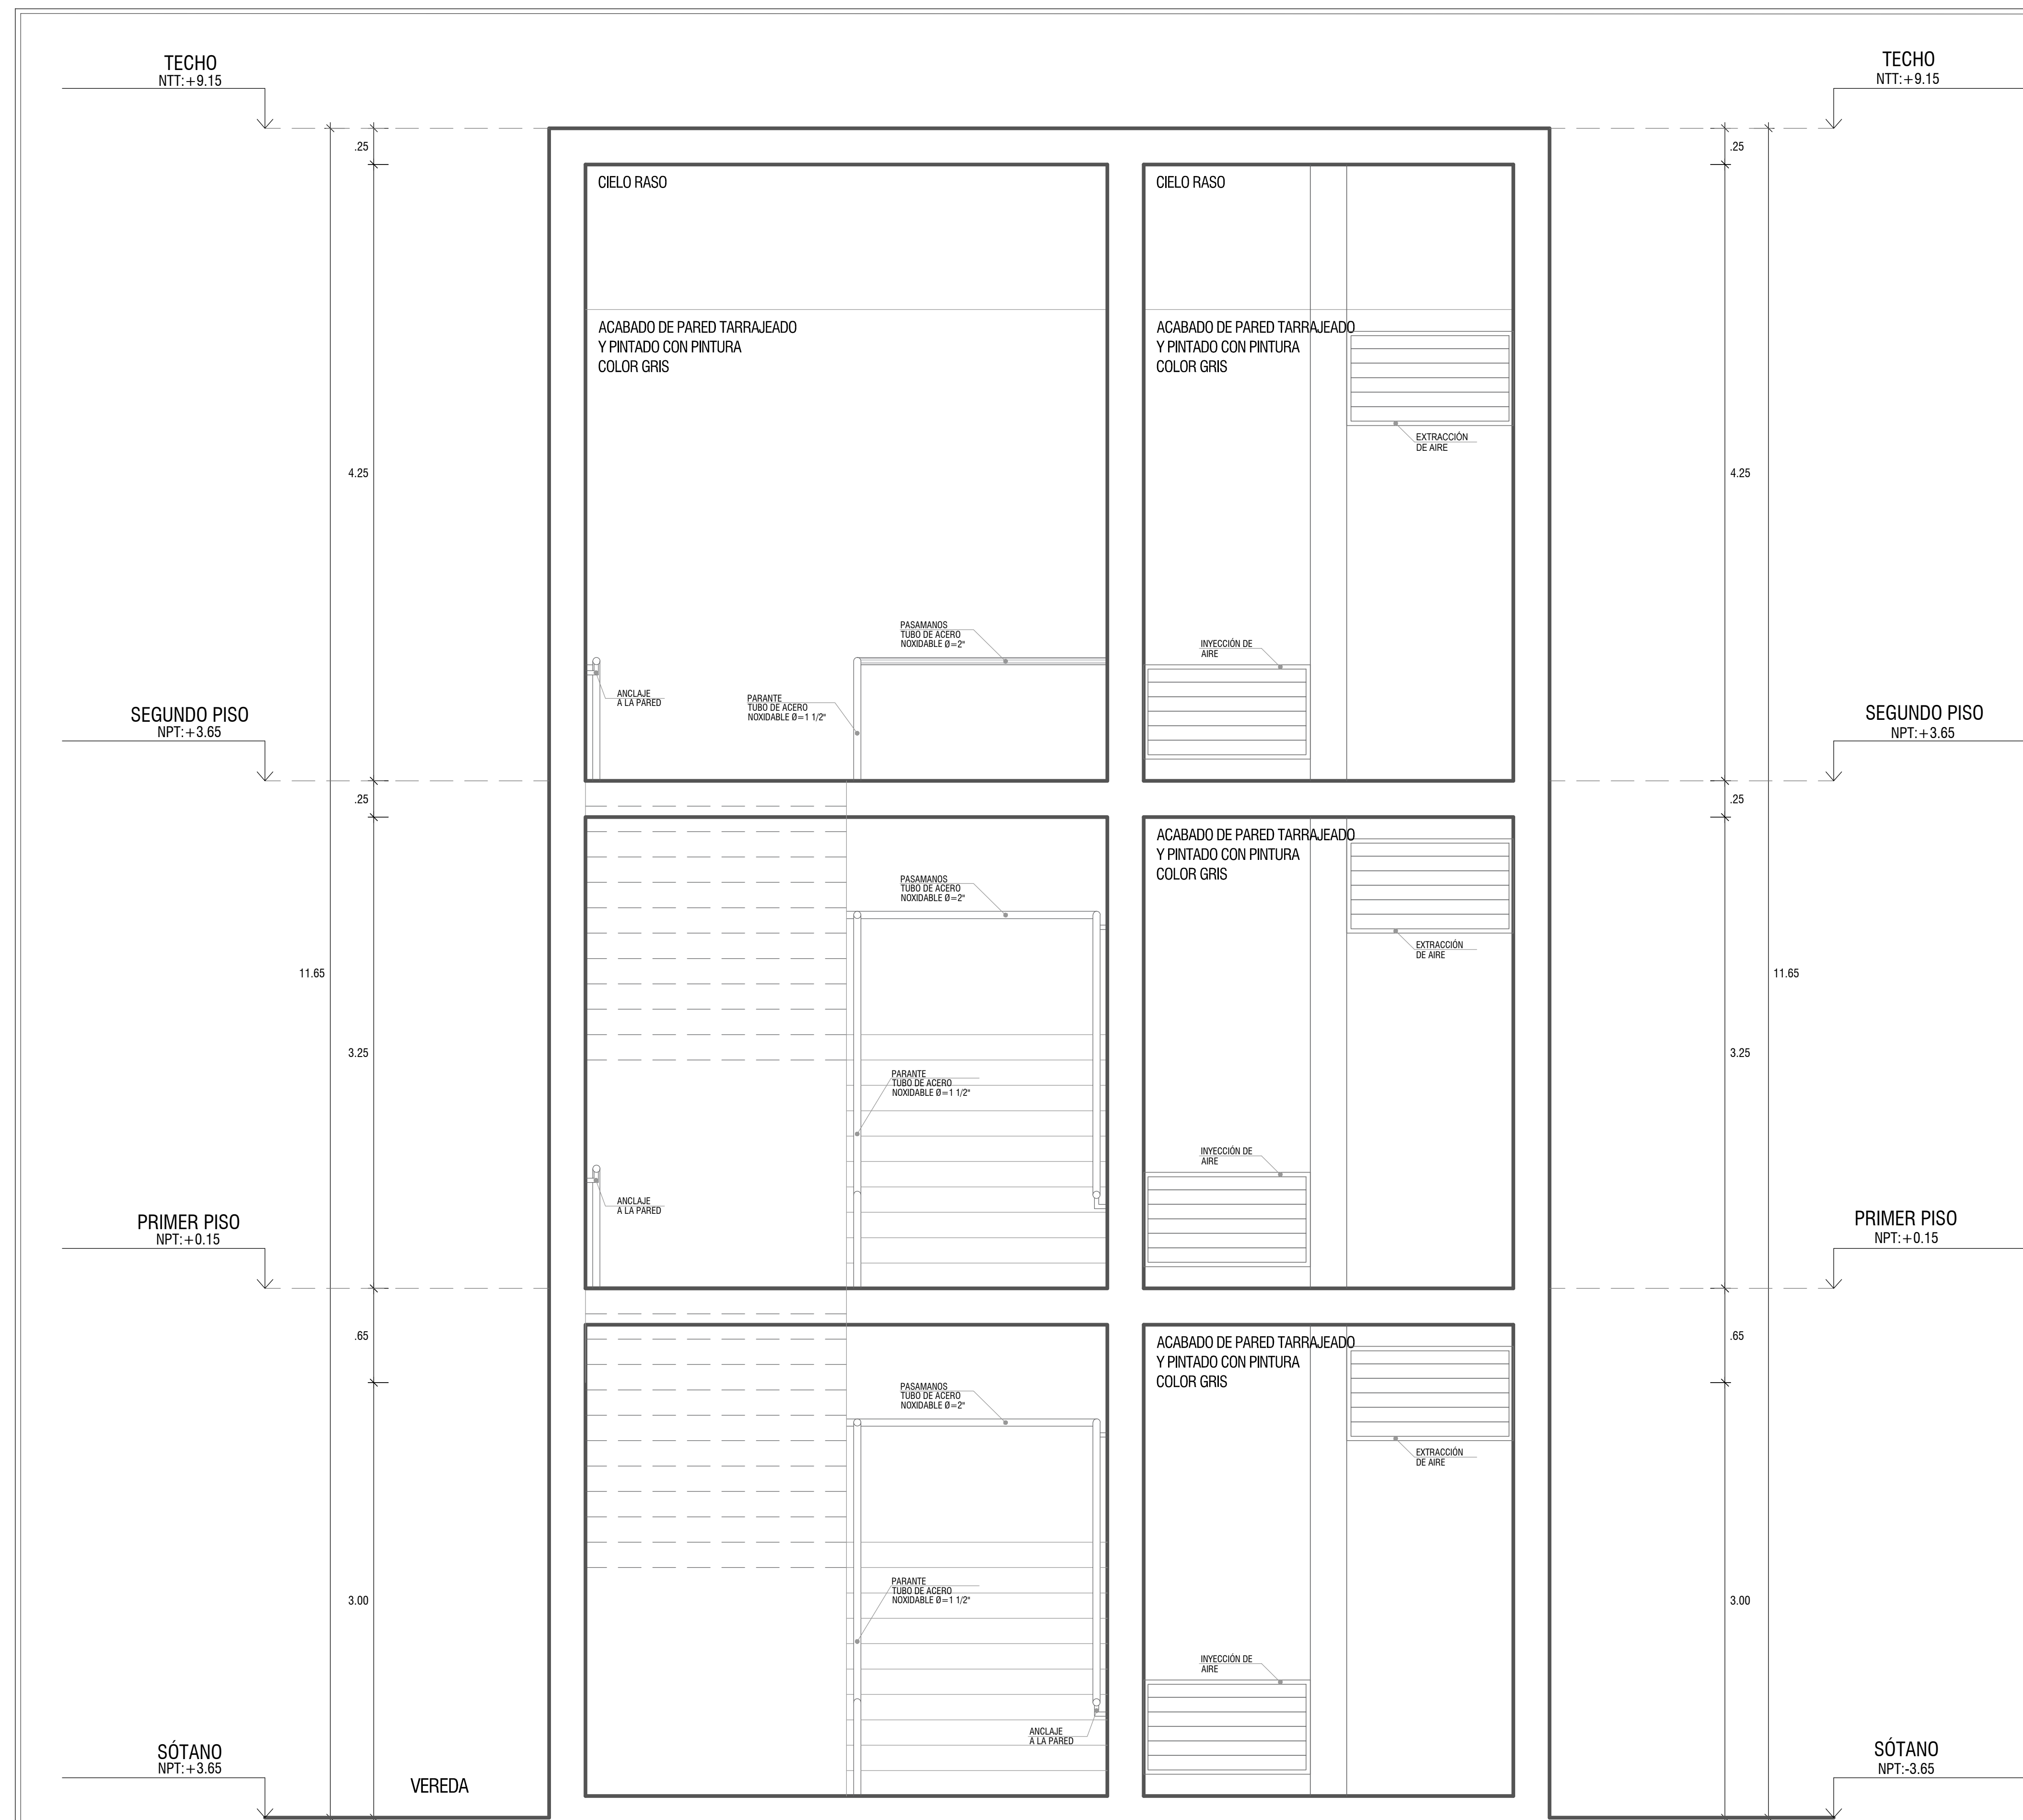 TECHO
NTT:+9.15
TECHO
NTT:+9.15
.25
.25
CIELO RASO
CIELO RASO
ACABADO DE PARED TARRAJEADO
Y PINTADO CON PINTURA
COLOR GRIS
ACABADO DE PARED TARRAJEADO
Y PINTADO CON PINTURA
COLOR GRIS
EXTRACCIÓN
DE AIRE
4.25
4.25
PASAMANOS
TUBO DE ACERO
NOXIDABLE Ø=2"
INYECCIÓN DE
AIRE
ANCLAJE
A LA PARED
PARANTE
TUBO DE ACERO
NOXIDABLE Ø=1 1/2"
SEGUNDO PISO
NPT:+3.65
SEGUNDO PISO
NPT:+3.65
.25
.25
ACABADO DE PARED TARRAJEADO
Y PINTADO CON PINTURA
COLOR GRIS
PASAMANOS
TUBO DE ACERO
NOXIDABLE Ø=2"
EXTRACCIÓN
DE AIRE
11.65
11.65
3.25
3.25
PARANTE
TUBO DE ACERO
NOXIDABLE Ø=1 1/2"
INYECCIÓN DE
AIRE
ANCLAJE
A LA PARED
PRIMER PISO
NPT:+0.15
PRIMER PISO
NPT:+0.15
.65
.65
ACABADO DE PARED TARRAJEADO
Y PINTADO CON PINTURA
COLOR GRIS
PASAMANOS
TUBO DE ACERO
NOXIDABLE Ø=2"
EXTRACCIÓN
DE AIRE
PARANTE
TUBO DE ACERO
NOXIDABLE Ø=1 1/2"
3.00
3.00
INYECCIÓN DE
AIRE
ANCLAJE
A LA PARED
SÓTANO
NPT:+3.65
VEREDA
SÓTANO
NPT:-3.65